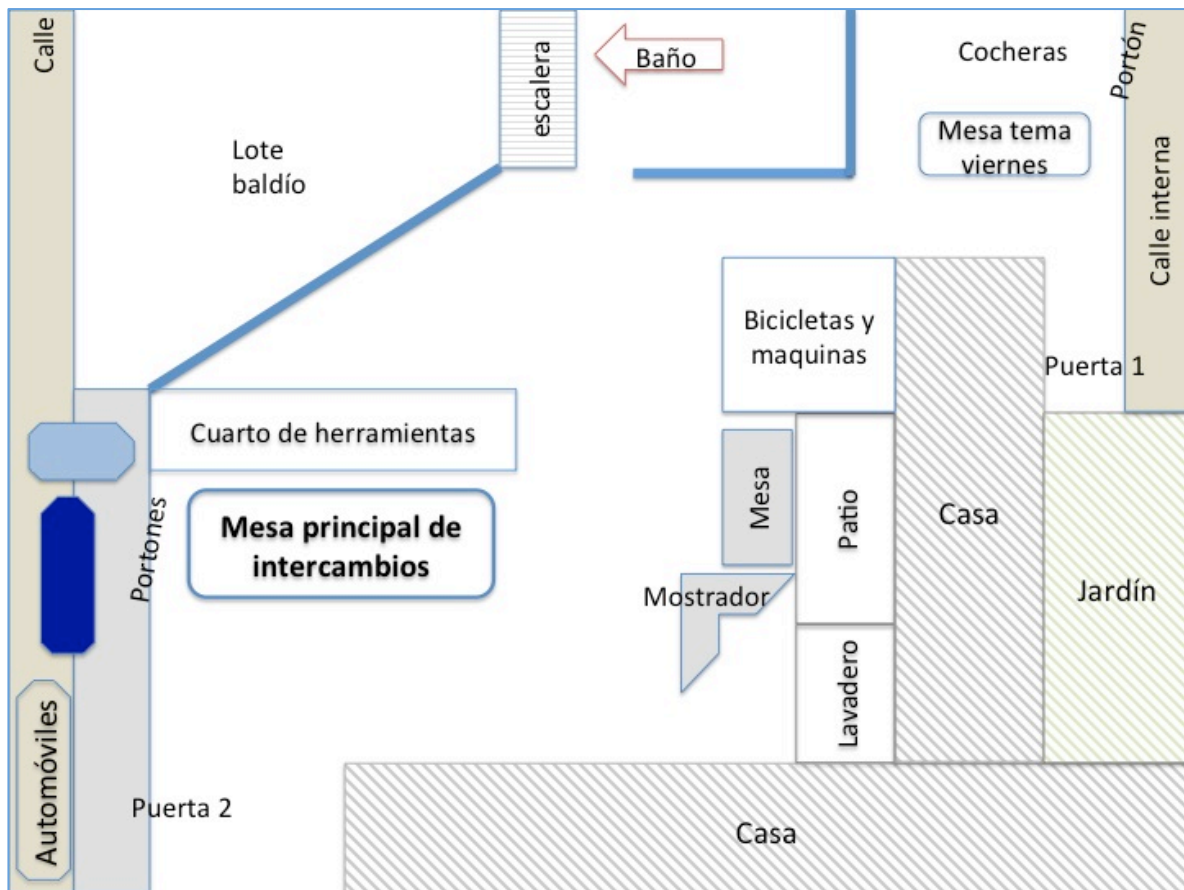 Calle
escalera
Baño
Cocheras
Portón
Mesa tema
viernes
Lote
baldío
Calle interna
Bicicletas y
maquinas
Puerta 1
Cuarto de herramientas
Portones
Mesa principal de
intercambios
Mesa
Patio
Casa
Jardín
Mostrador
Lavadero
Automóviles
Puerta 2
Casa